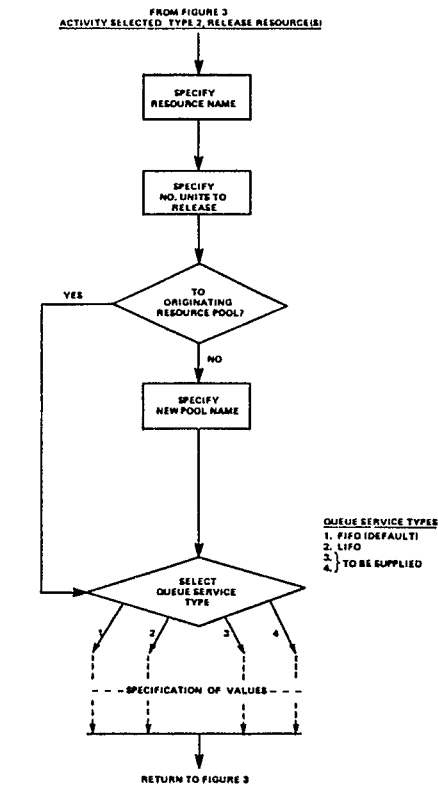 FROM FIGURE 3
ACTIVITY SELECTED TYPE 2, RELEASE RESOURCE(S)
SPECIFY
RESOURCE NAME
SPECIFY
NO. UNITS TO
RELEASE
TO
ORIGINATING
RESOURCE POOL?
YES
NO
SPECIFY
NEW POOL NAME
QUEUE SERVICE TYPES
1. FIFO (DEFAULT)
2. LIFO
3.
4. } TO BE SUPPLIED
SELECT
QUEUE SERVICE
TYPE
1 2 3 4
SPECIFICATION OF VALUES
RETURN TO FIGURE 3